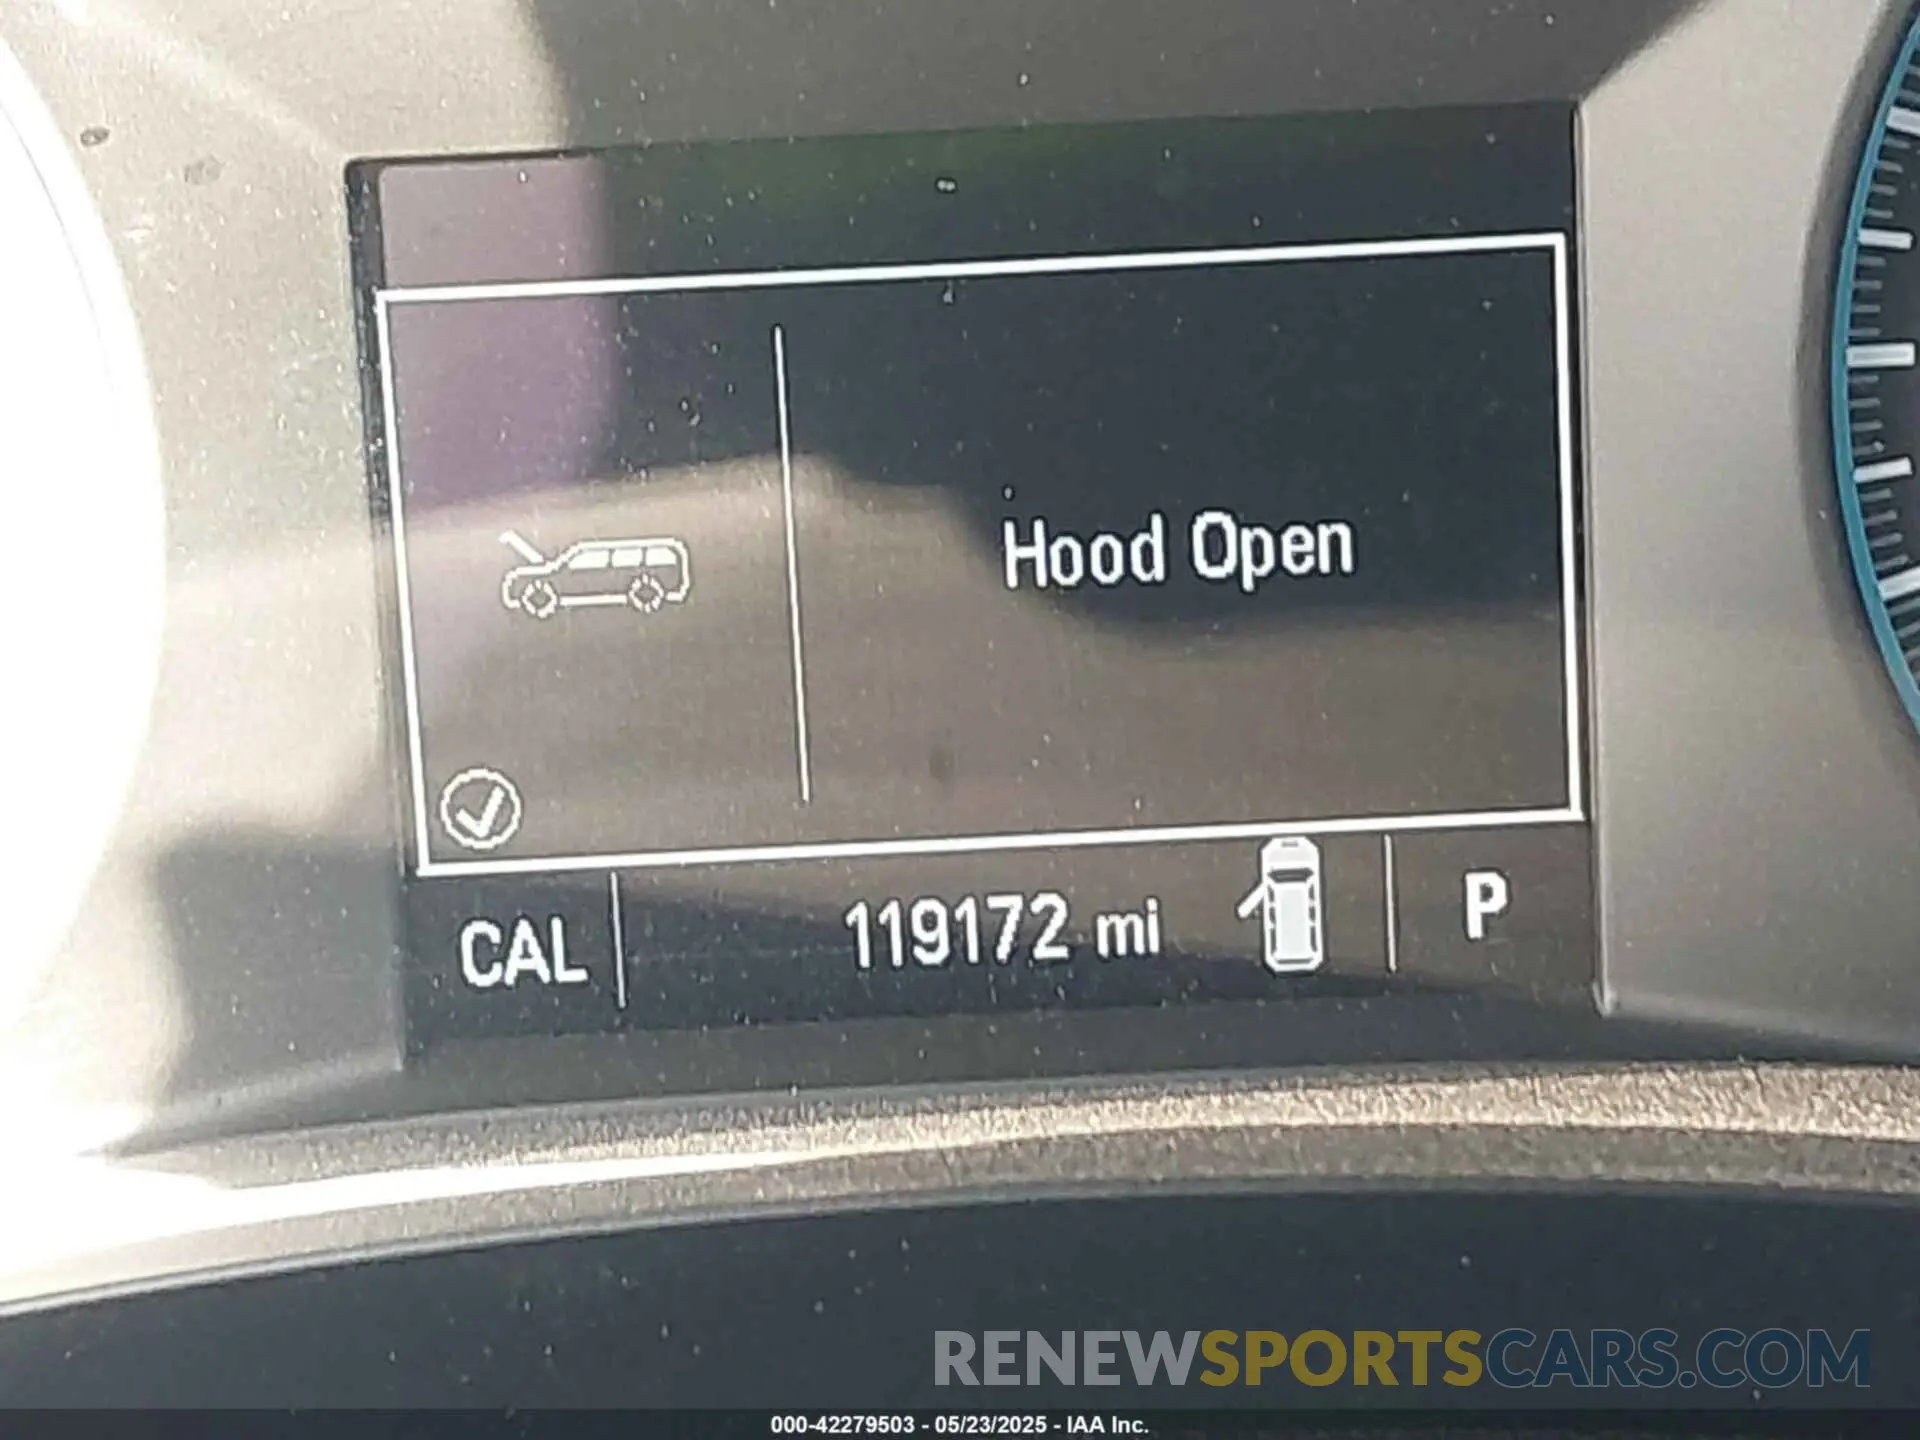 Hood Open
CAL 119172 mi P
RENEWSPORTSCARS.COM
000-42279503 - 05/23/2025 - IAA Inc.